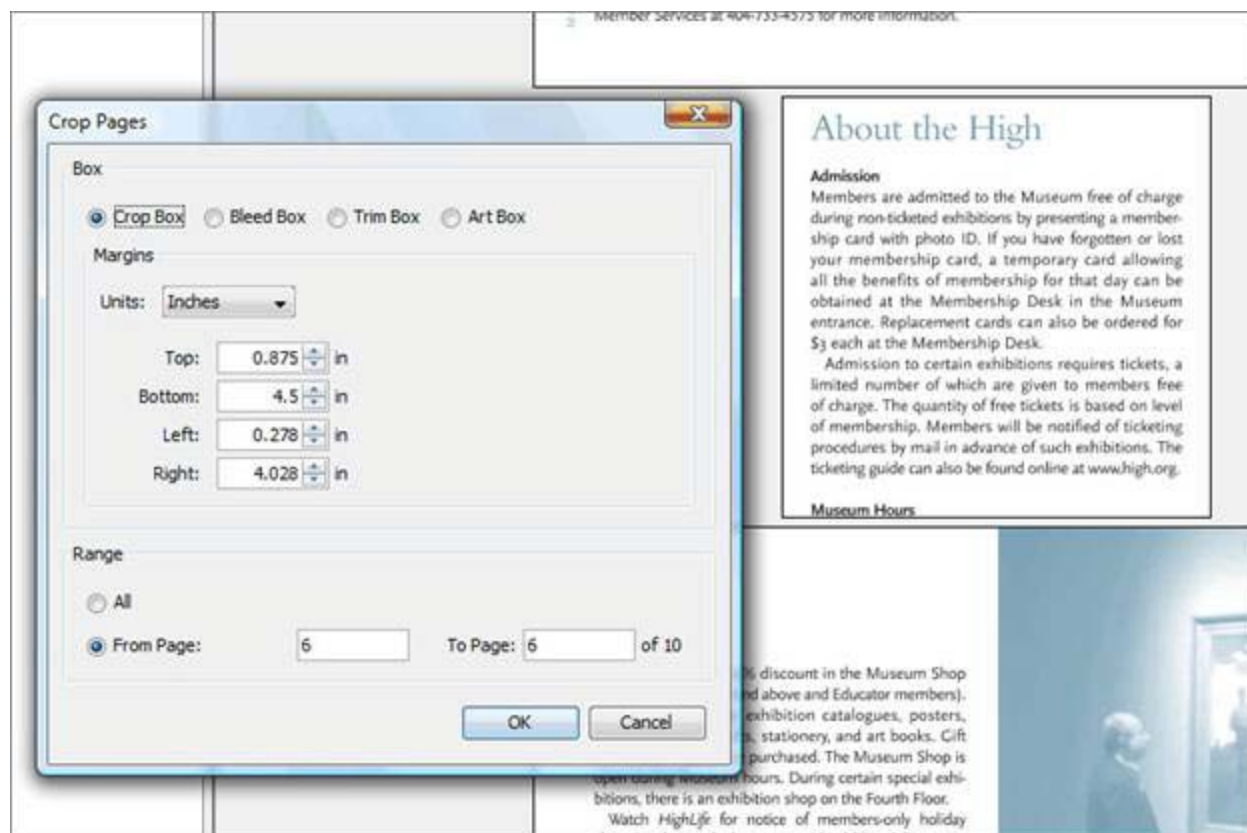 Member Services at 404-733-4575 for more information.
Crop Pages
Box
Crop Box Bleed Box Trim Box Art Box
Margins
Units: Inches
Top: 0.875 in
Bottom: 4.5 in
Left: 0.278 in
Right: 4.028 in
Range
All
From Page: 6 To Page: 6 of 10
OK Cancel
About the High
Admission
Members are admitted to the Museum free of charge
during non-ticketed exhibitions by presenting a member-
ship card with photo ID. If you have forgotten or lost
your membership card, a temporary card allowing
all the benefits of membership for that day can be
obtained at the Membership Desk in the Museum
entrance. Replacement cards can also be ordered for
$3 each at the Membership Desk.
Admission to certain exhibitions requires tickets, a
limited number of which are given to members free
of charge. The quantity of free tickets is based on level
of membership. Members will be notified of ticketing
procedures by mail in advance of such exhibitions. The
ticketing guide can also be found online at www.high.org.
Museum Hours
discount in the Museum Shop
above and Educator members).
exhibition catalogues, posters,
stationery, and art books. Gift
purchased. The Museum Shop is
open during Museum hours. During certain special exhi-
bitions, there is an exhibition shop on the Fourth Floor.
Watch HighLife for notice of members-only holiday